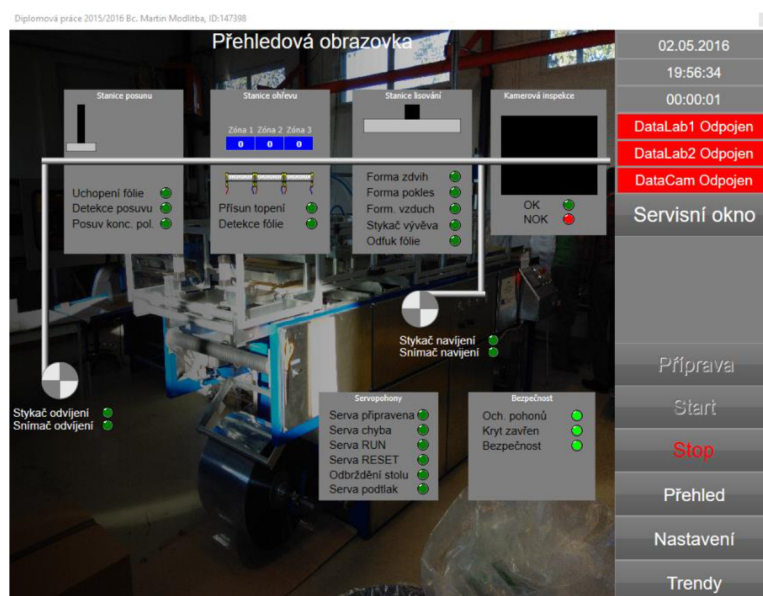 Diplomová práce 2015/2016 Bc. Martin Modlitba, ID:147398
Přehledová obrazovka
02.05.2016
19:56:34
00:00:01
DataLab1 Odpojen
DataLab2 Odpojen
DataCam Odpojen
Servisní okno
Příprava
Start
Stop
Přehled
Nastavení
Trendy
Stanice posunu
Uchopení fólie
Detekce posuvu
Posuv konc. pol.
Stanice ohřevu
Zóna 1 Zóna 2 Zóna 3
0 0 0
Přísun topení
Detekce fólie
Stanice lisování
Forma zdvih
Forma pokles
Form. vzduch
Stykač vývěva
Odfuk fólie
Kamerová inspekce
OK
NOK
Stykač navíjení
Snímač navíjení
Stykač odvíjení
Snímač odvíjení
Servopohony
Serva připravena
Serva chyba
Serva RUN
Serva RESET
Odbrždění stolu
Serva podtlak
Bezpečnost
Och. pohonů
Kryt zavřen
Bezpečnost